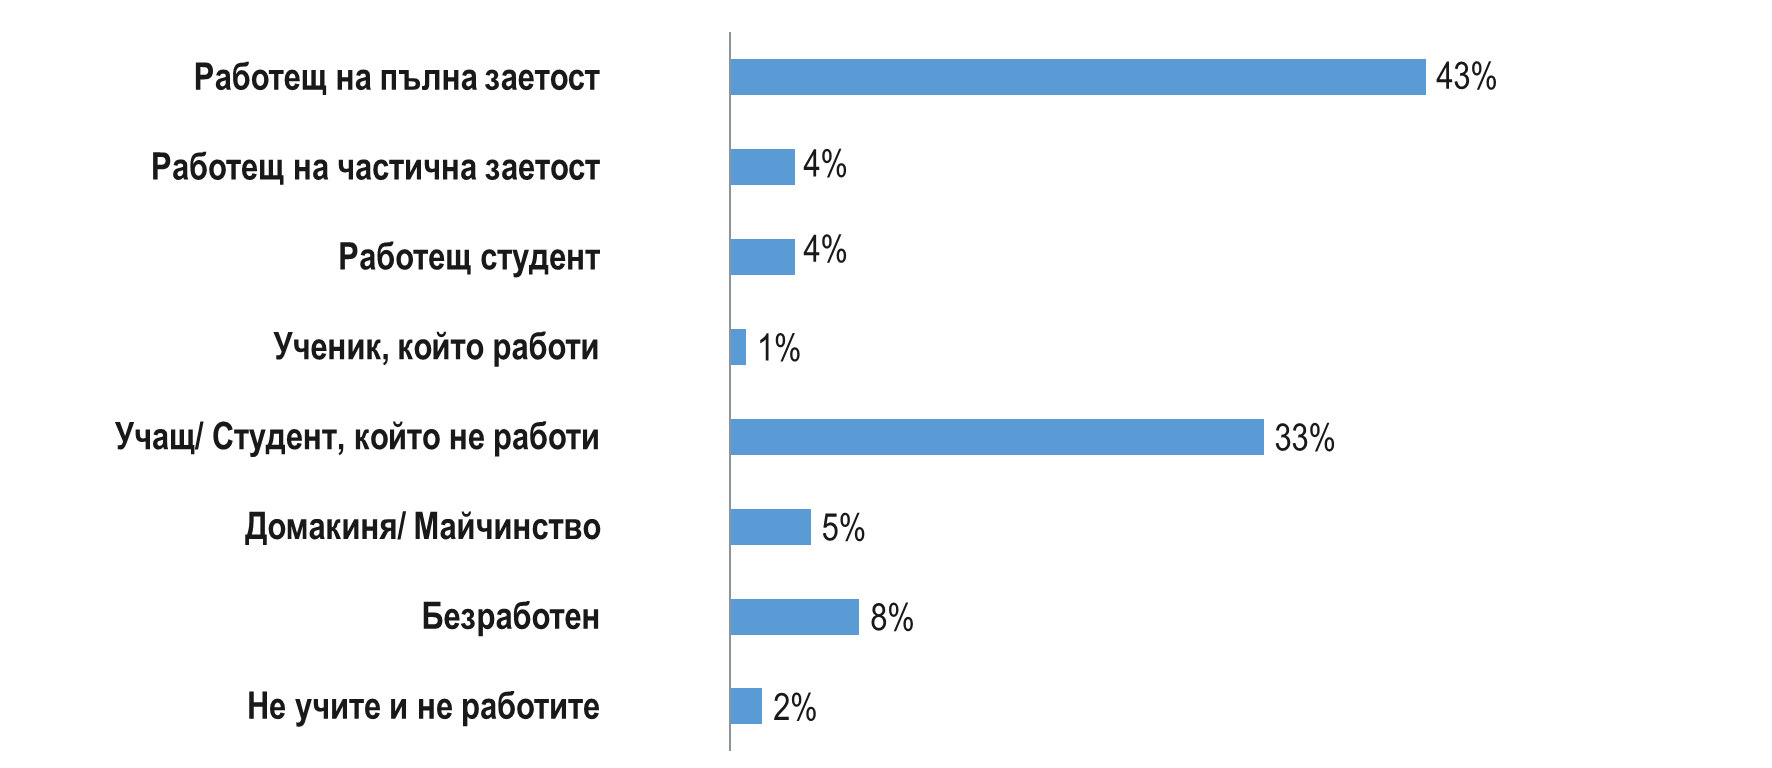 Работещ на пълна заетост 43%
Работещ на частична заетост 4%
Работещ студент 4%
Ученик, който работи 1%
Учащ/ Студент, който не работи 33%
Домакиня/ Майчинство 5%
Безработен 8%
Не учите и не работите 2%